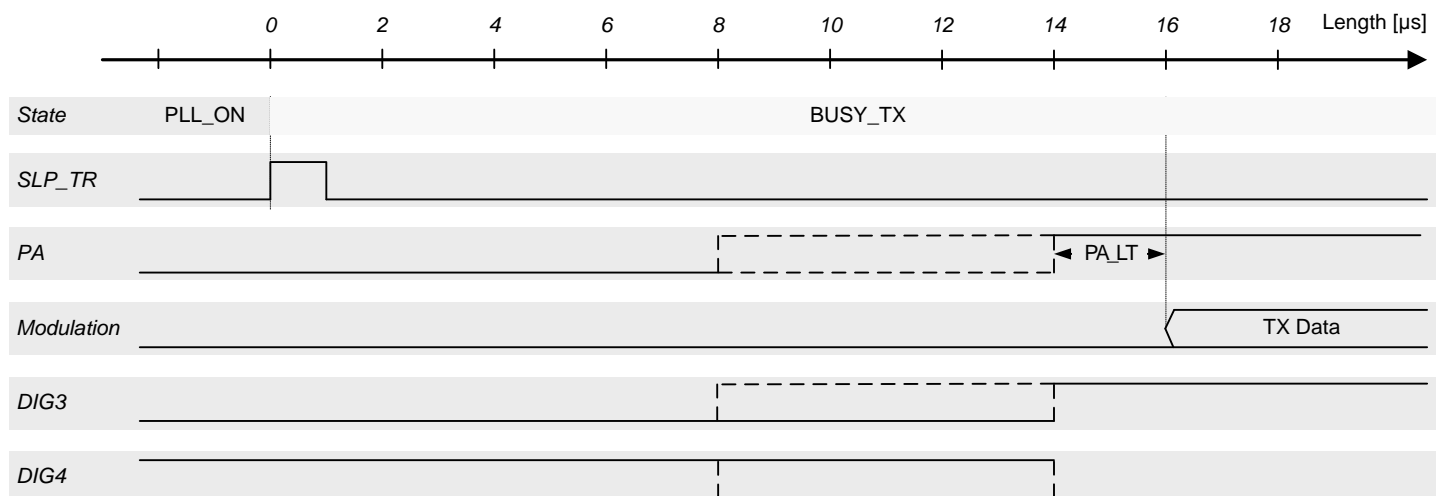 0 2 4 6 8 10 12 14 16 18 Length [µs]
State PLL_ON BUSY_TX
SLP_TR
PA PA_LT
Modulation TX Data
DIG3
DIG4